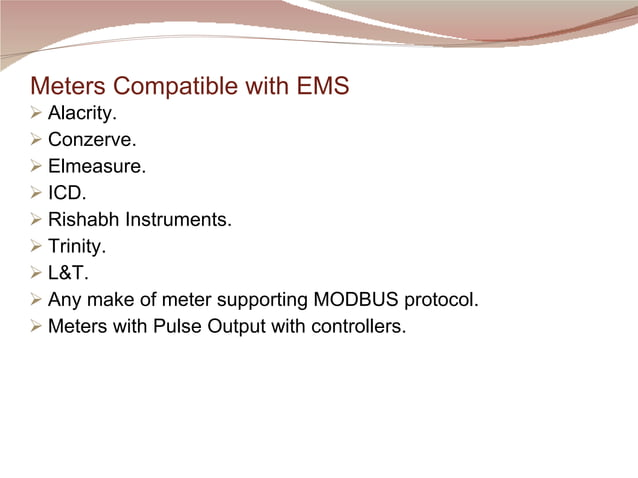 Meters Compatible with EMS
➢ Alacrity.
➢ Conzerve.
➢ Elmeasure.
➢ ICD.
➢ Rishabh Instruments.
➢ Trinity.
➢ L&T.
➢ Any make of meter supporting MODBUS protocol.
➢ Meters with Pulse Output with controllers.